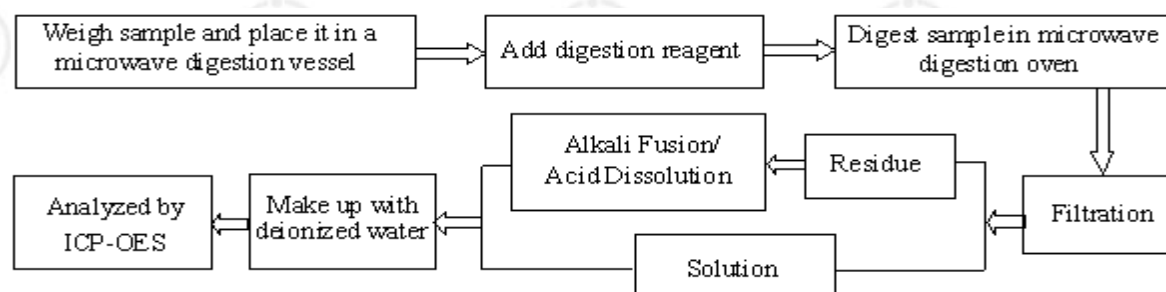 Weigh sample and place it in a
microwave digestion vessel
Add digestion reagent
Digest sample in microwave
digestion oven
Filtration
Residue
Alkali Fusion/
Acid Dissolution
Solution
Make up with
deionized water
Analyzed by
ICP-OES